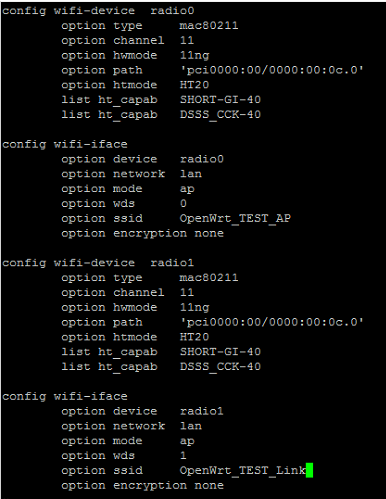 config wifi-device  radio0
        option type     mac80211
        option channel  11
        option hwmode   11ng
        option path     'pci0000:00/0000:00:0c.0'
        option htmode   HT20
        list ht_capab   SHORT-GI-40
        list ht_capab   DSSS_CCK-40

config wifi-iface
        option device   radio0
        option network  lan
        option mode     ap
        option wds      0
        option ssid     OpenWrt_TEST_AP
        option encryption none

config wifi-device  radio1
        option type     mac80211
        option channel  11
        option hwmode   11ng
        option path     'pci0000:00/0000:00:0c.0'
        option htmode   HT20
        list ht_capab   SHORT-GI-40
        list ht_capab   DSSS_CCK-40

config wifi-iface
        option device   radio1
        option network  lan
        option mode     ap
        option wds      1
        option ssid     OpenWrt_TEST_Link
        option encryption none